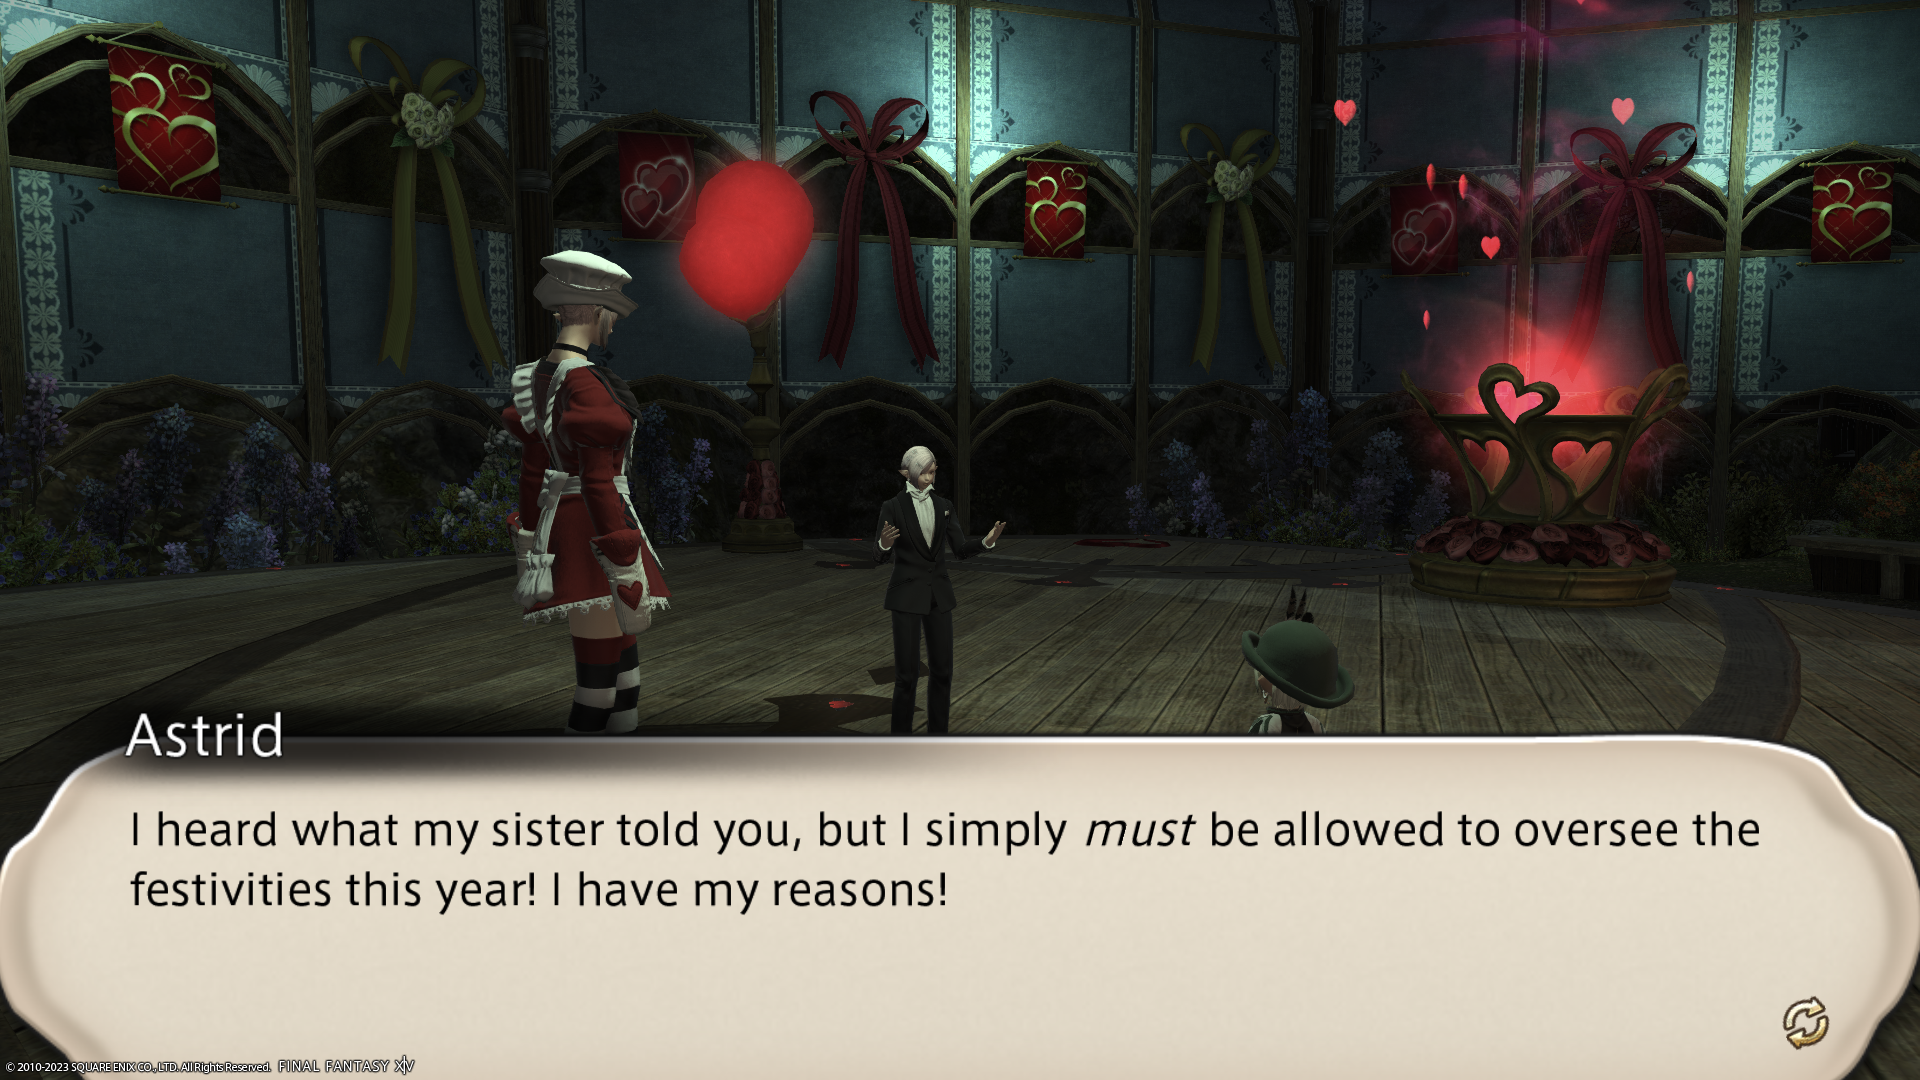 Astrid
I heard what my sister told you, but I simply must be allowed to oversee the
festivities this year! I have my reasons!
© 2010-2023 SQUARE ENIX CO., LTD. All Rights Reserved. FINAL FANTASY XIV